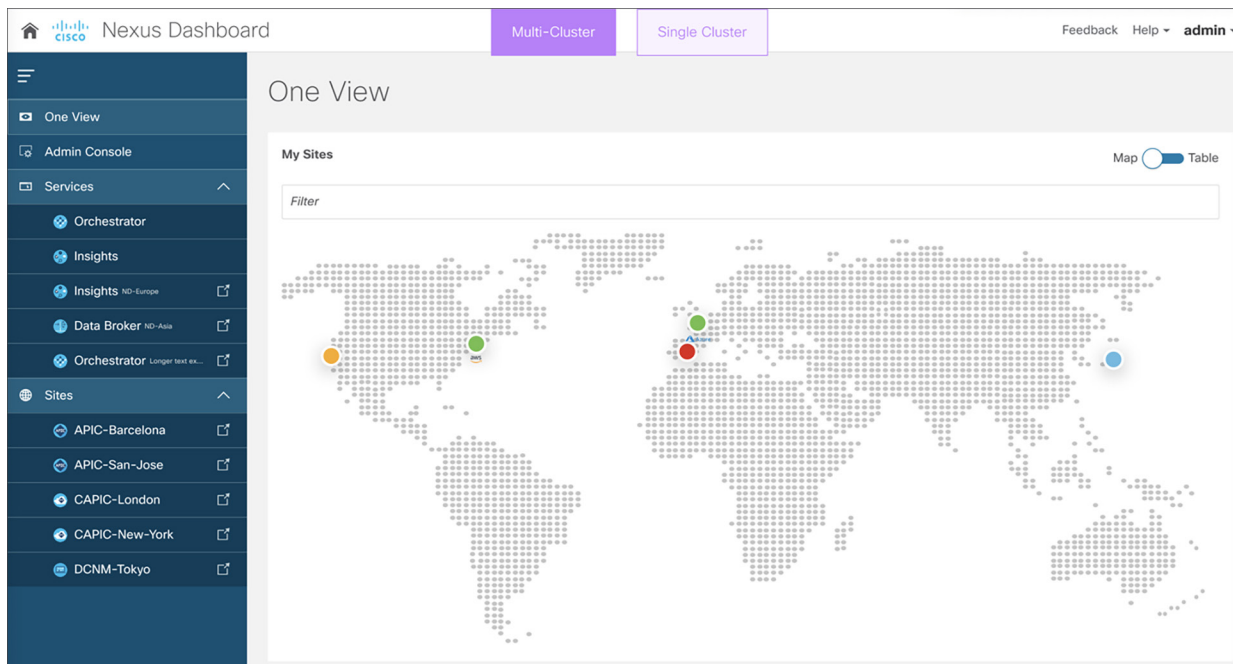 cisco Nexus Dashboard
Multi-Cluster
Single Cluster
Feedback Help admin
One View
Admin Console
Services
Orchestrator
Insights
Insights ND-Europe
Data Broker ND-Asia
Orchestrator Longer text ex...
Sites
APIC-Barcelona
APIC-San-Jose
CAPIC-London
CAPIC-New-York
DCNM-Tokyo
One View
My Sites
Map Table
Filter
aws